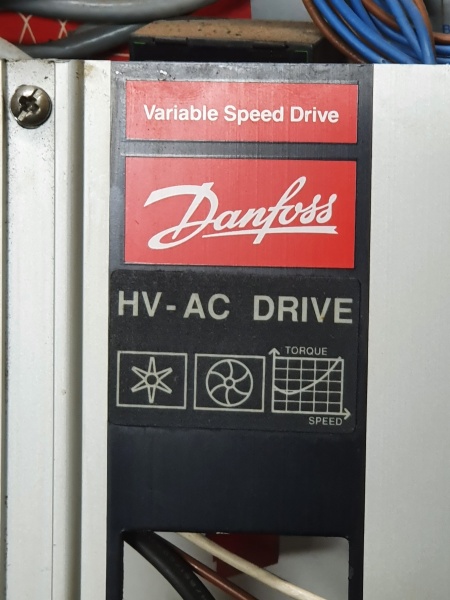 Variable Speed Drive
Danfoss
HV-AC DRIVE
TORQUE
SPEED